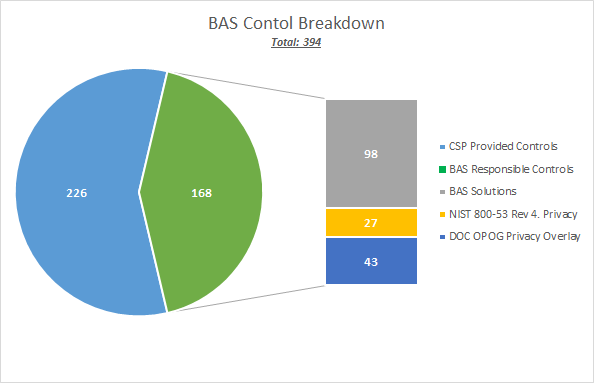 BAS Contol Breakdown
Total: 394
226
168
98
27
43
CSP Provided Controls
BAS Responsible Controls
BAS Solutions
NIST 800-53 Rev 4. Privacy
DOC OPOG Privacy Overlay